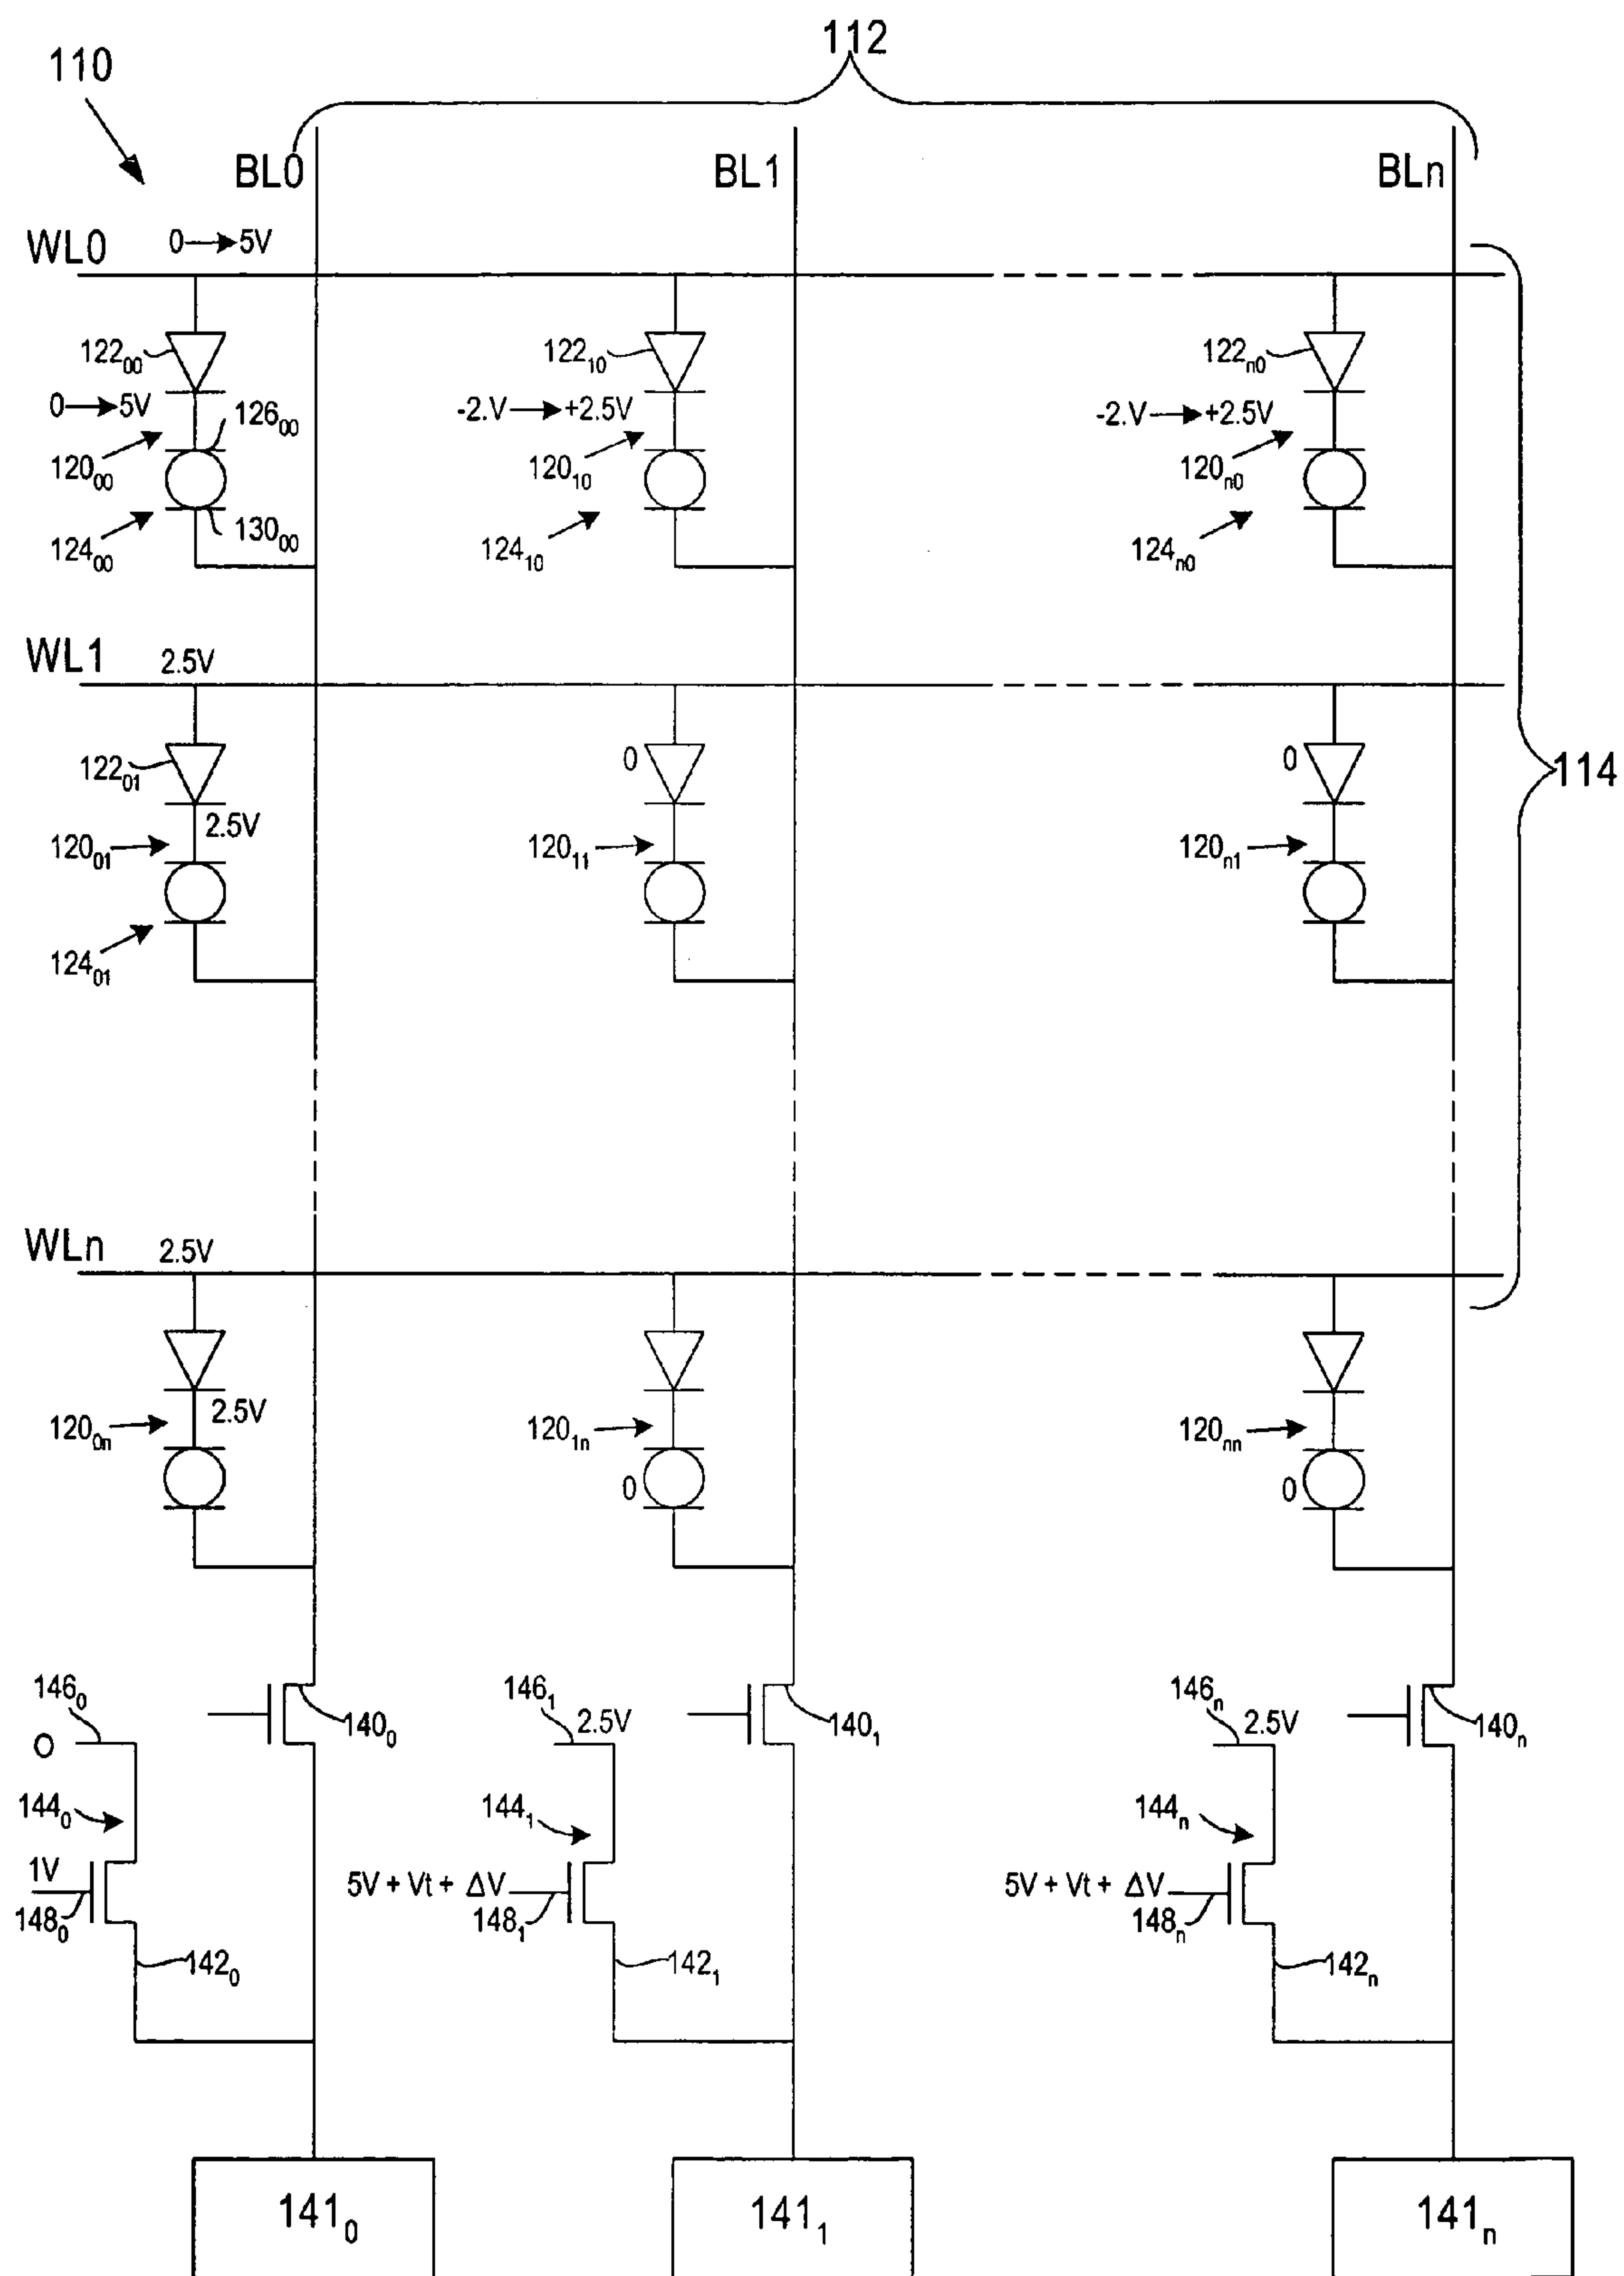 112
110
BL0 BL1 BLn
WL0 0→5V
122₀₀ 122₁₀ 122ₙ₀
0→5V 126₀₀ -2.V→+2.5V -2.V→+2.5V
120₀₀ 120₁₀ 120ₙ₀
130₀₀
124₀₀ 124₁₀ 124ₙ₀
WL1 2.5V
122₀₁ 0 0 114
2.5V
120₀₁ 120₁₁ 120ₙ₁
124₀₁
WLn 2.5V
120₀ₙ 2.5V 120₁ₙ 120ₙₙ
0 0
146₀ 146₁ 146ₙ
O 140₀ 2.5V 140₁ 2.5V 140ₙ
144₀ 144₁ 144ₙ
1V 5V + Vt + ΔV 5V + Vt + ΔV
148₀ 148₁ 148ₙ
142₀ 142₁ 142ₙ
141₀ 141₁ 141ₙ